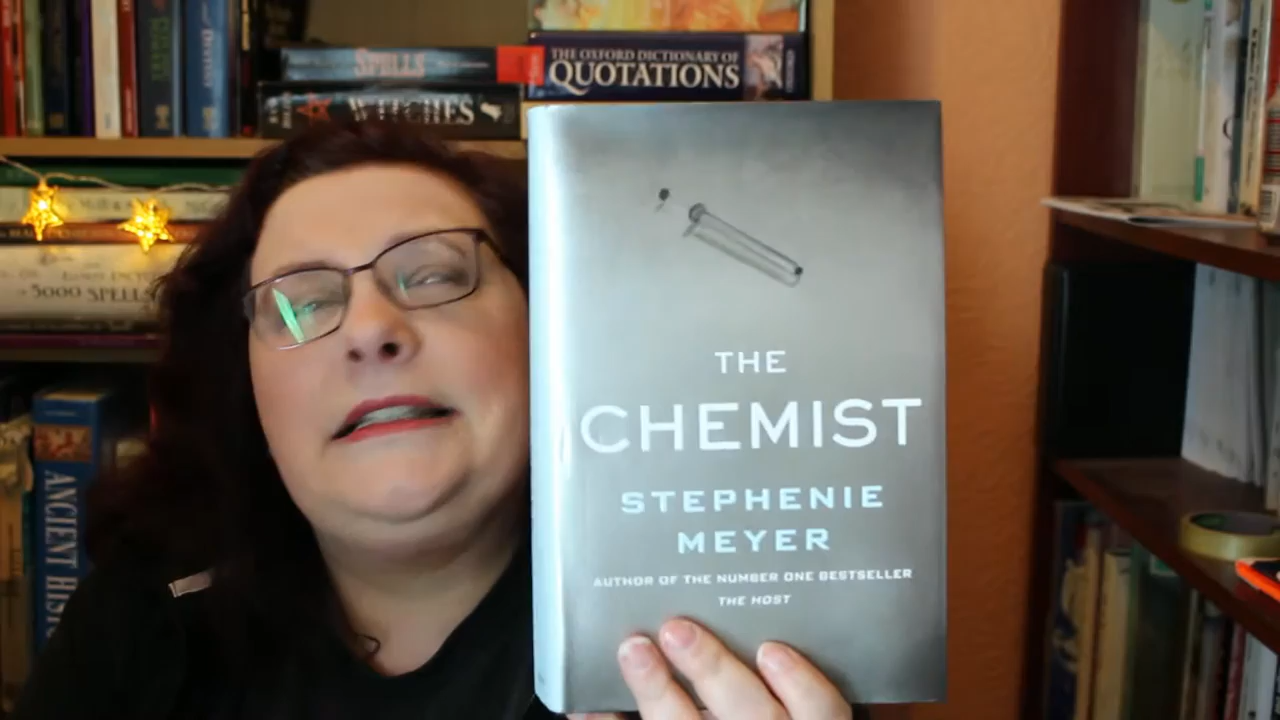 SPELLS
WITCHES
THE OXFORD DICTIONARY OF
QUOTATIONS
5000 SPELLS
ANCIENT
THE
CHEMIST
STEPHENIE
MEYER
AUTHOR OF THE NUMBER ONE BESTSELLER
THE HOST